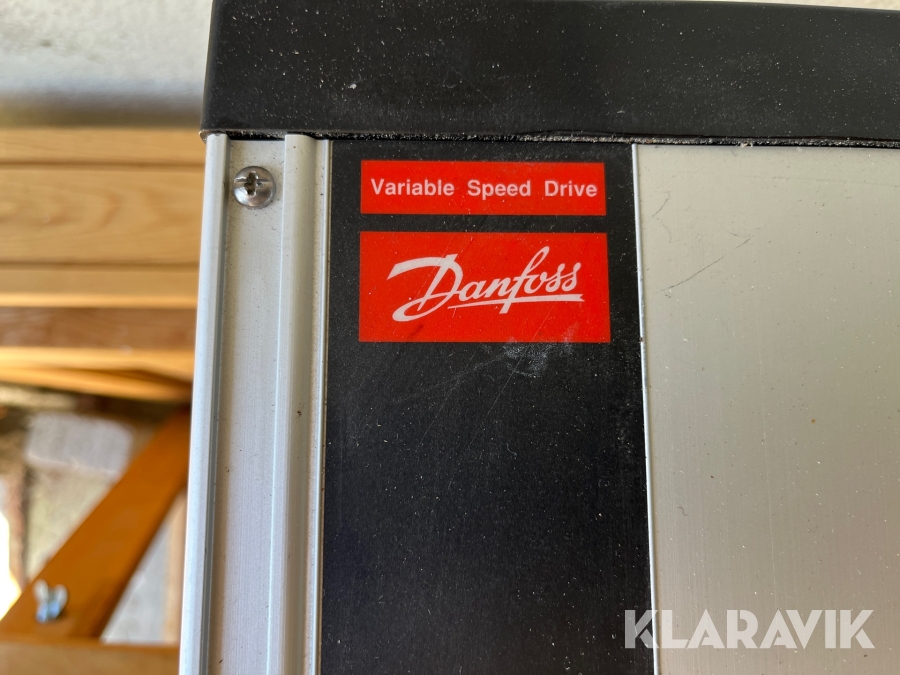 Variable Speed Drive
Danfoss
KLARAVIK